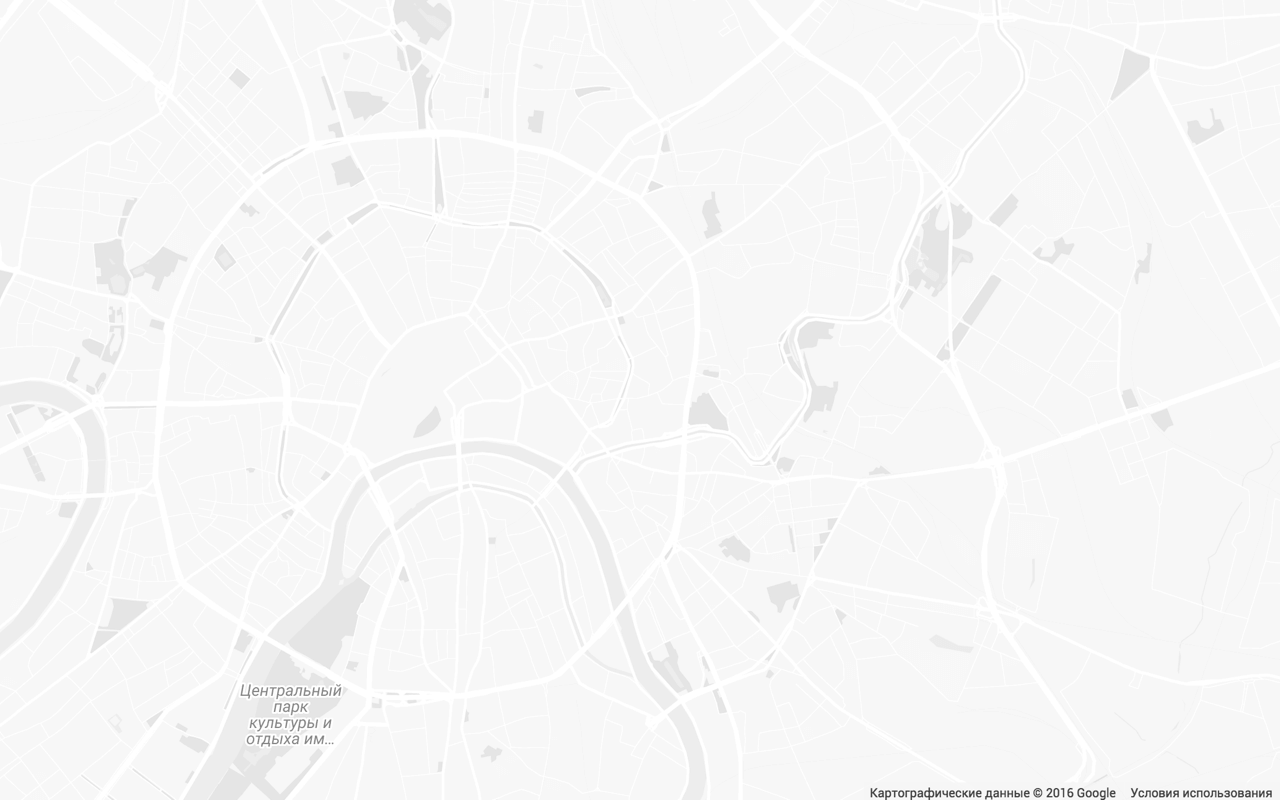 Центральный
парк
культуры и
отдыха им...
Картографические данные © 2016 Google Условия использования